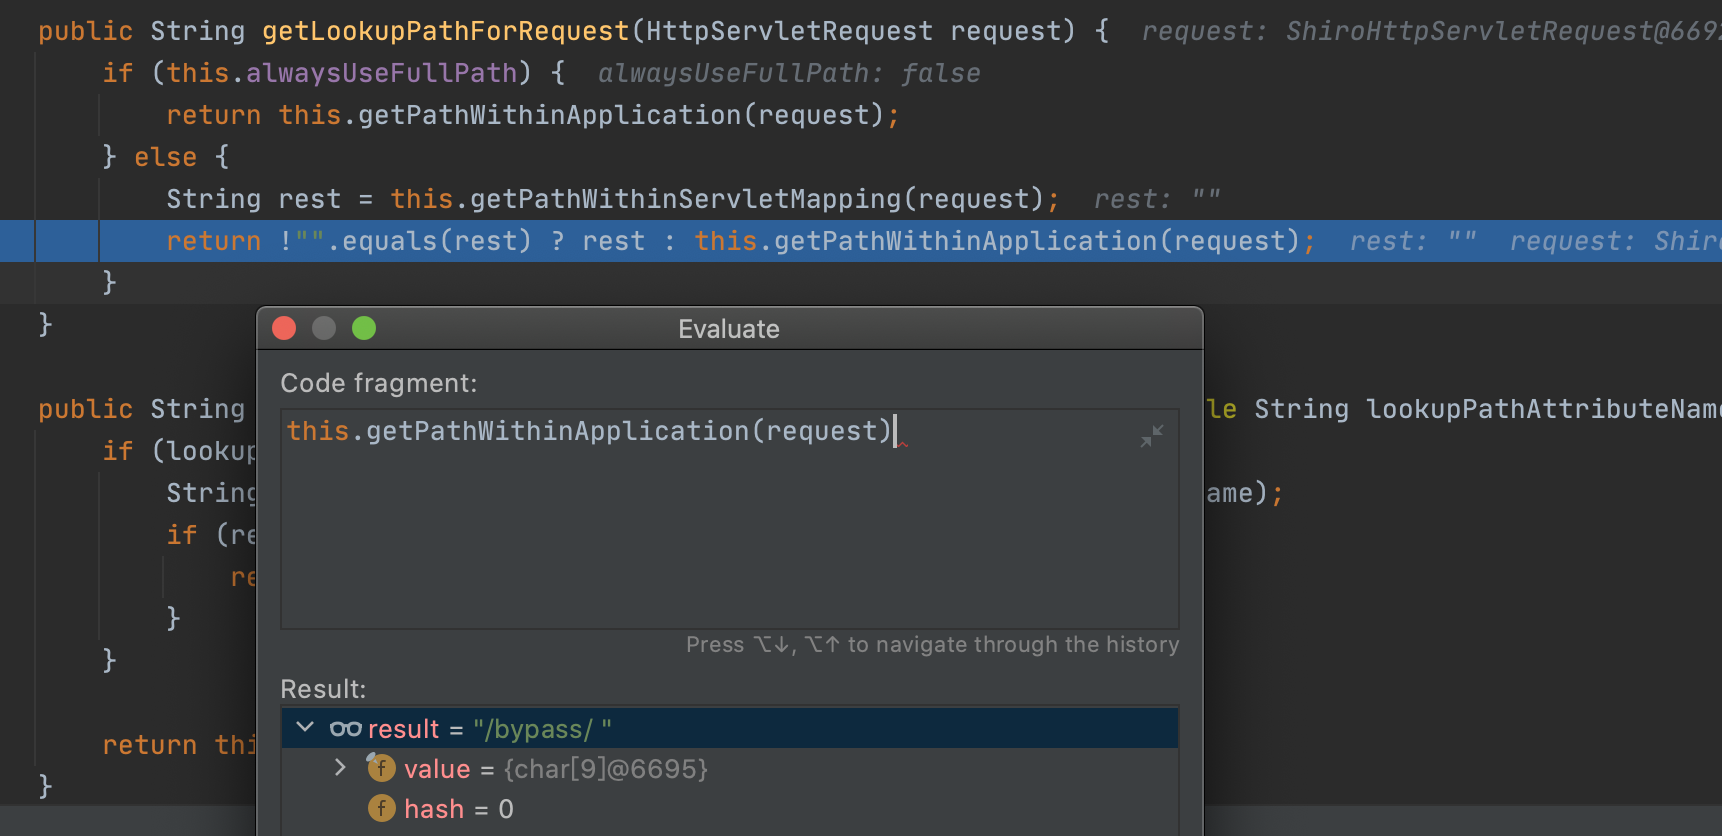 public String getLookupPathForRequest(HttpServletRequest request) {  request: ShiroHttpServletRequest@669
if (this.alwaysUseFullPath) {  alwaysUseFullPath: false
return this.getPathWithinApplication(request);
} else {
String rest = this.getPathWithinServletMapping(request);  rest: ""
return !"".equals(rest) ? rest : this.getPathWithinApplication(request);  rest: ""  request: Shir
}
}
Evaluate
Code fragment:
public String le String lookupPathAttributeName
this.getPathWithinApplication(request)
if (lookup
String ame);
if (re
re
}
Press ⌥↓, ⌥↑ to navigate through the history
}
Result:
result = "/bypass/ "
return thi
value = {char[9]@6695}
}
hash = 0